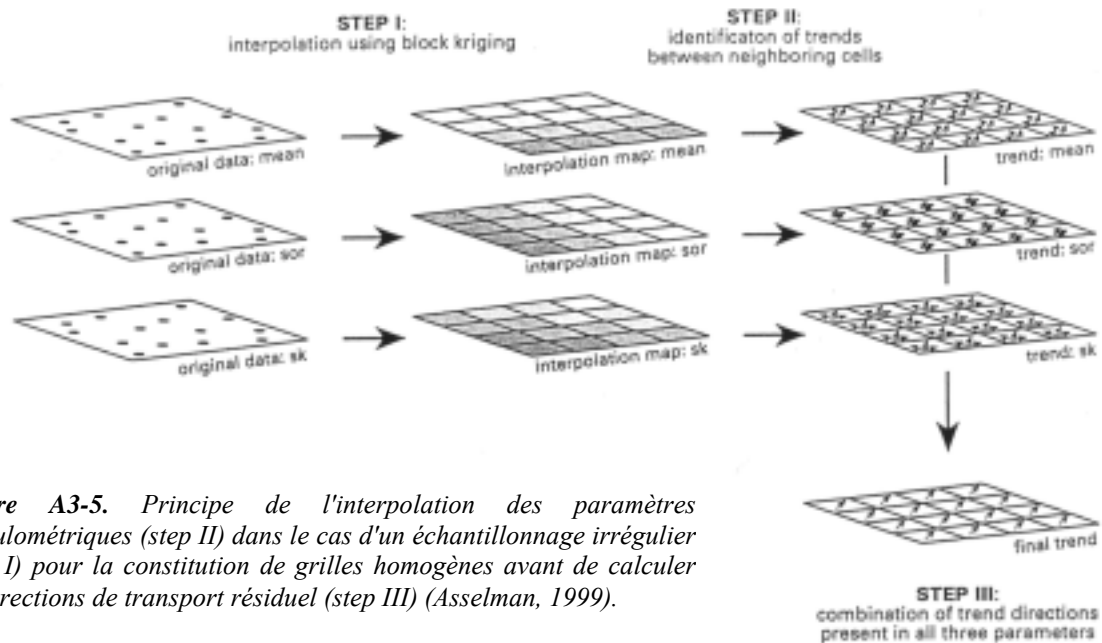 STEP I:
interpolation using block kriging
STEP II:
identificaton of trends
between neighboring cells
original data: mean
interpolation map: mean
trend: mean
original data: sor
interpolation map: sor
trend: sor
original data: sk
interpolation map: sk
trend: sk
final trend
STEP III:
combination of trend directions
present in all three parameters
re A3-5. Principe de l'interpolation des paramètres
ulométriques (step II) dans le cas d'un échantillonnage irrégulier
I) pour la constitution de grilles homogènes avant de calculer
rections de transport résiduel (step III) (Asselman, 1999).